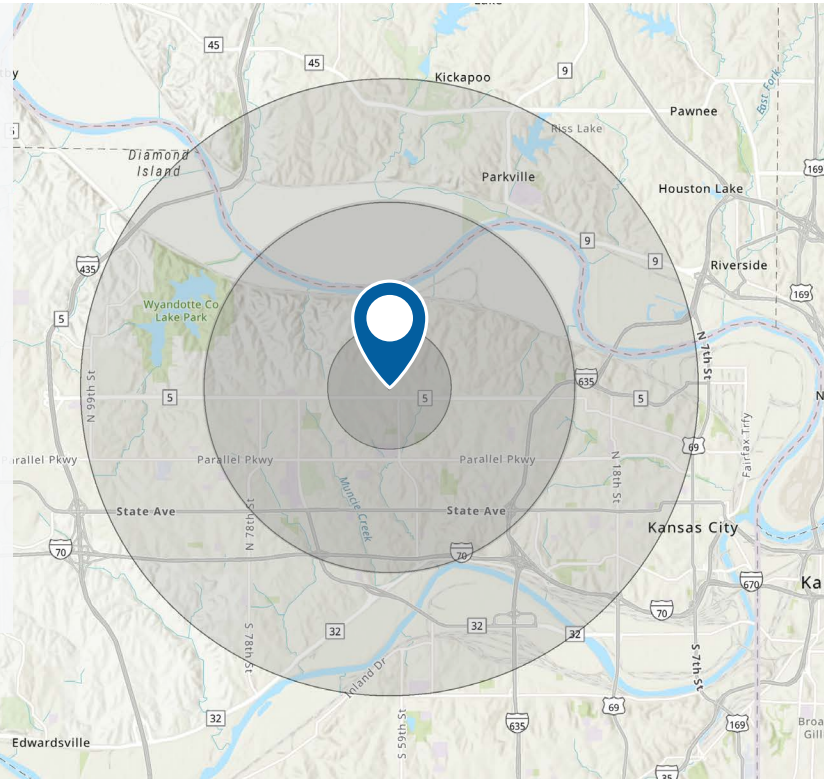 45
45
Kickapoo
9
East Fork
Pawnee
Riss Lake
Diamond
Island
Parkville
169
Houston Lake
9
9
Riverside
435
169
Wyandotte Co
Lake Park
5
N 7th St
635
N 99th St
5
5
5
Fairfax Trfy
69
Parallel Pkwy
Parallel Pkwy
N 18th St
State Ave
Muncie Creek
State Ave
N 78th St
Kansas City
70
70
670
Ka
70
32
32
32
S 78th St
Inland Dr
S 7th St
32
69
635
169
S 59th St
Edwardsville
35